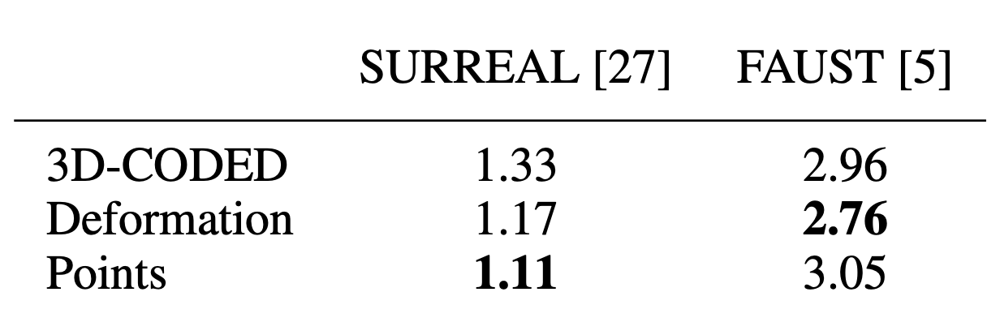 SURREAL [27] FAUST [5]
3D-CODED 1.33 2.96
Deformation 1.17 2.76
Points 1.11 3.05